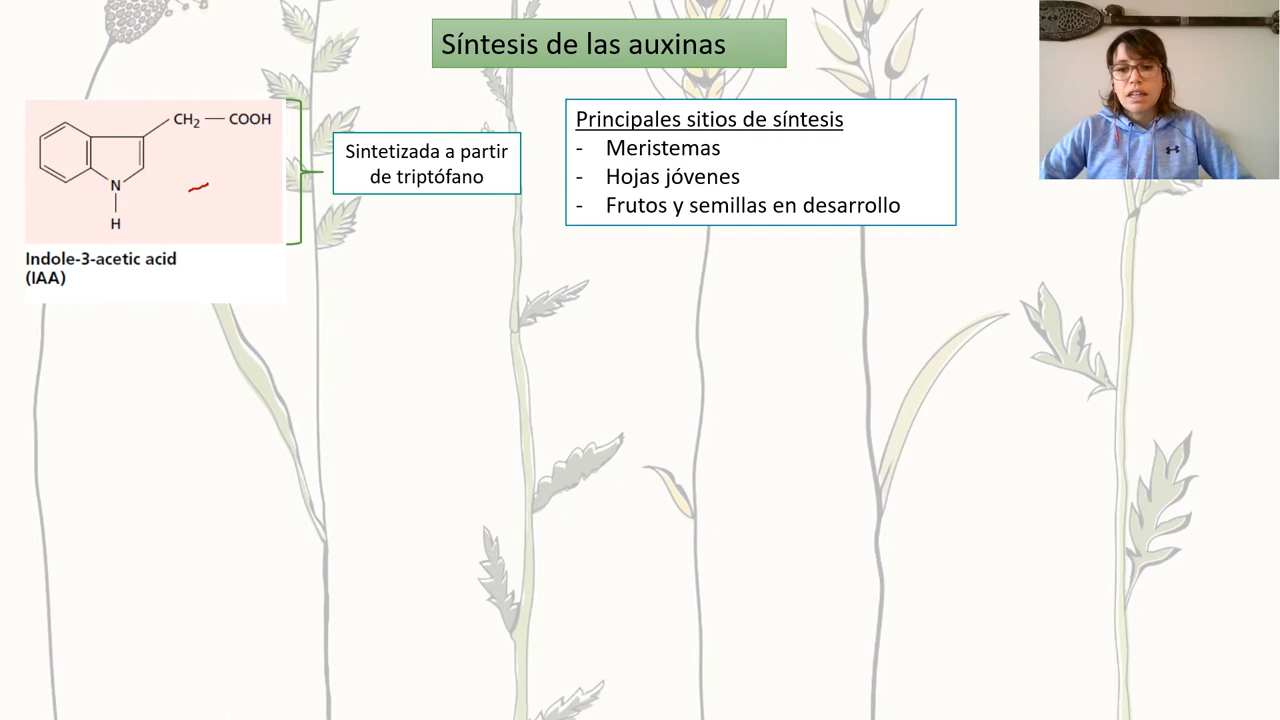 Síntesis de las auxinas
CH2 — COOH
N
H
Indole-3-acetic acid
(IAA)
Sintetizada a partir
de triptófano
Principales sitios de síntesis
- Meristemas
- Hojas jóvenes
- Frutos y semillas en desarrollo